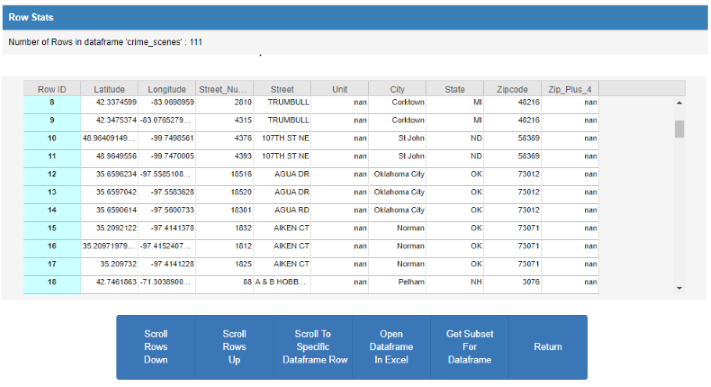 Row Stats
Number of Rows in dataframe 'crime_scenes' : 111
Row ID Latitude Longitude Street_Nu... Street Unit City State Zipcode Zip_Plus_4
8 42.3374599 -83.0698959 2810 TRUMBULL nan Corktown MI 48216 nan
9 42.3475374 -83.0765279... 4315 TRUMBULL nan Corktown MI 48216 nan
10 48.96409149... -99.7498561 4376 107TH ST NE nan St John ND 58369 nan
11 48.9649556 -99.7470005 4393 107TH ST NE nan St John ND 58369 nan
12 35.6596234 -97.5585108... 18516 AGUA DR nan Oklahoma City OK 73012 nan
13 35.6597042 -97.5583628 18520 AGUA DR nan Oklahoma City OK 73012 nan
14 35.6590614 -97.5600733 18301 AGUA RD nan Oklahoma City OK 73012 nan
15 35.2092122 -97.4141378 1832 AIKEN CT nan Norman OK 73071 nan
16 35.20971979... -97.4152407... 1812 AIKEN CT nan Norman OK 73071 nan
17 35.209732 -97.4141228 1825 AIKEN CT nan Norman OK 73071 nan
18 42.7461863 -71.3038900... 88 A & B HOBB... nan Pelham NH 3076 nan
Scroll Rows Down
Scroll Rows Up
Scroll To Specific Dataframe Row
Open Dataframe In Excel
Get Subset For Dataframe
Return